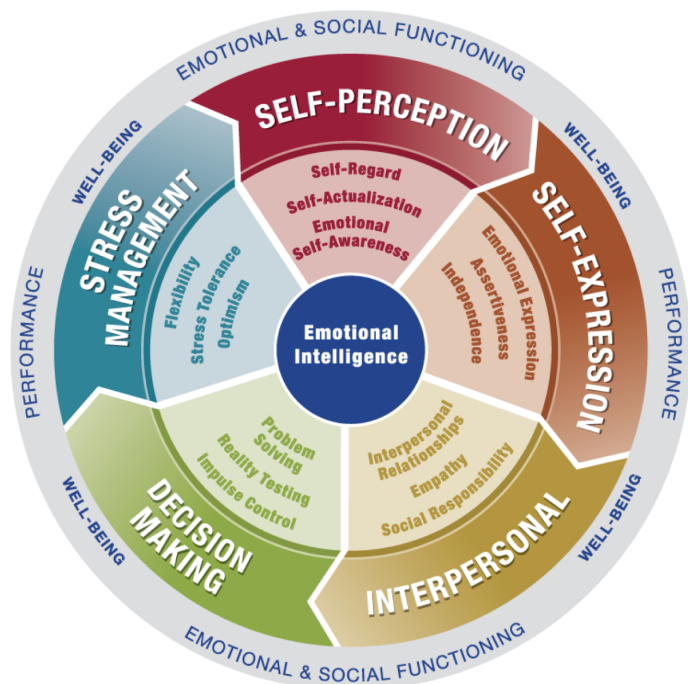 EMOTIONAL & SOCIAL FUNCTIONING
WELL-BEING
WELL-BEING
PERFORMANCE
PERFORMANCE
WELL-BEING
WELL-BEING
EMOTIONAL & SOCIAL FUNCTIONING
SELF-PERCEPTION
Self-Regard
Self-Actualization
Emotional
Self-Awareness
SELF-EXPRESSION
Emotional Expression
Assertiveness
Independence
INTERPERSONAL
Interpersonal
Relationships
Empathy
Social Responsibility
DECISION
MAKING
Problem
Solving
Reality Testing
Impulse Control
STRESS
MANAGEMENT
Flexibility
Stress Tolerance
Optimism
Emotional
Intelligence